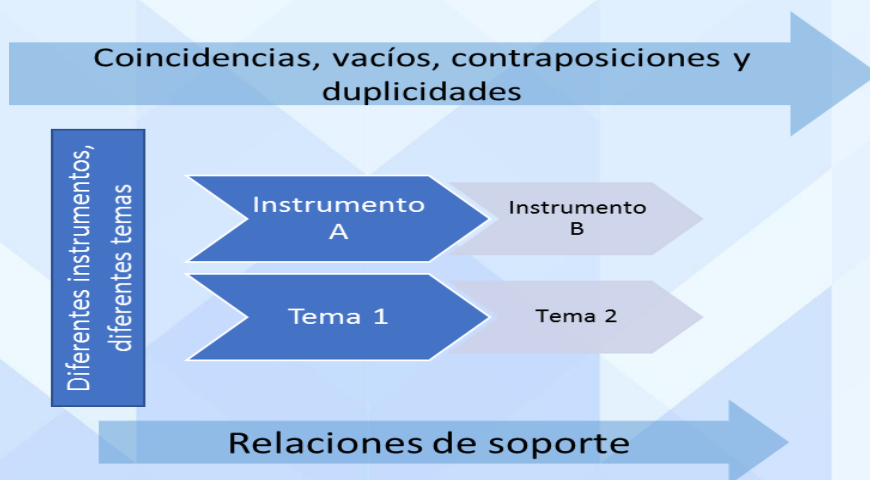 Coincidencias, vacíos, contraposiciones y
duplicidades
Diferentes instrumentos,
diferentes temas
Instrumento
A
Instrumento
B
Tema 1
Tema 2
Relaciones de soporte